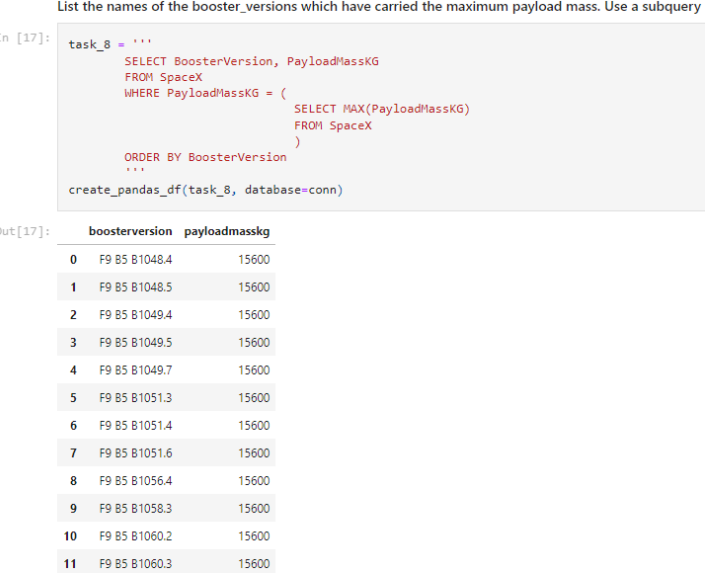 List the names of the booster_versions which have carried the maximum payload mass. Use a subquery
In [17]:
task_8 = '''
SELECT BoosterVersion, PayloadMassKG
FROM SpaceX
WHERE PayloadMassKG = (
SELECT MAX(PayloadMassKG)
FROM SpaceX
)
ORDER BY BoosterVersion
'''
create_pandas_df(task_8, database=conn)
Out[17]:
boosterversion payloadmasskg
0 F9 B5 B1048.4 15600
1 F9 B5 B1048.5 15600
2 F9 B5 B1049.4 15600
3 F9 B5 B1049.5 15600
4 F9 B5 B1049.7 15600
5 F9 B5 B1051.3 15600
6 F9 B5 B1051.4 15600
7 F9 B5 B1051.6 15600
8 F9 B5 B1056.4 15600
9 F9 B5 B1058.3 15600
10 F9 B5 B1060.2 15600
11 F9 B5 B1060.3 15600